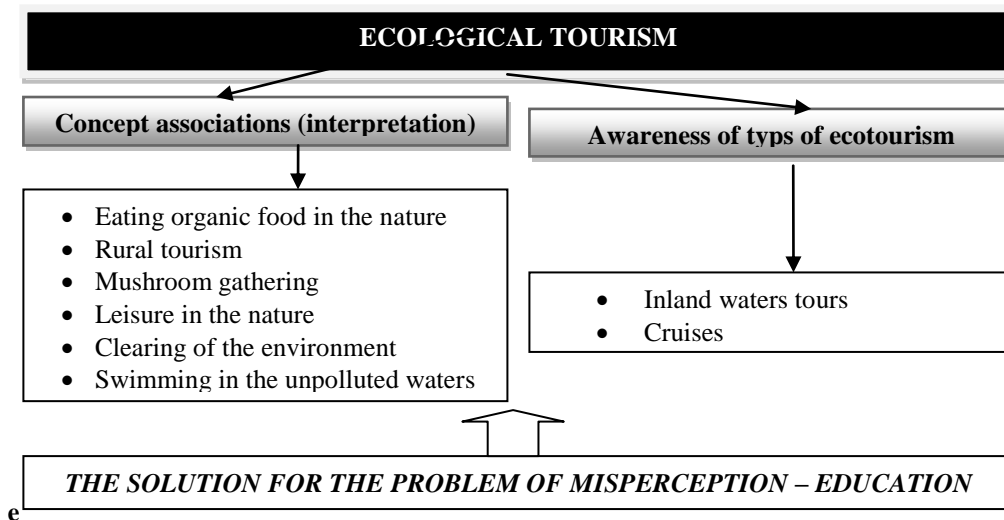 ECOLOGICAL TOURISM
Concept associations (interpretation)
Awareness of typs of ecotourism
• Eating organic food in the nature
• Rural tourism
• Mushroom gathering
• Leisure in the nature
• Clearing of the environment
• Swimming in the unpolluted waters
• Inland waters tours
• Cruises
THE SOLUTION FOR THE PROBLEM OF MISPERCEPTION – EDUCATION
e